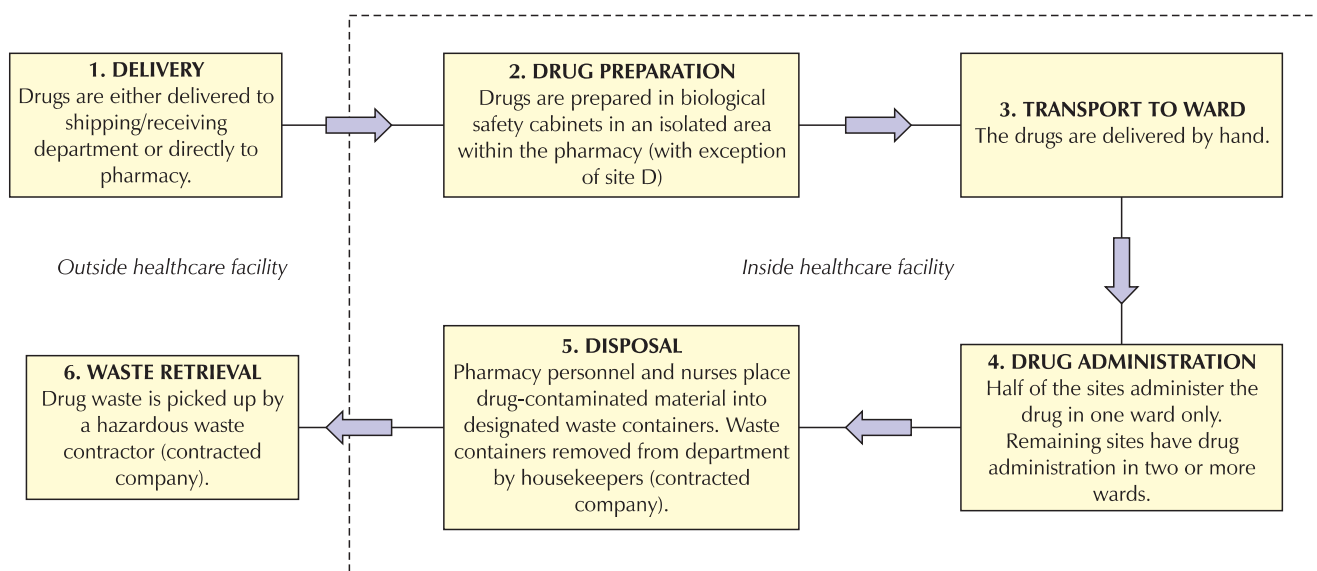 1. DELIVERY
Drugs are either delivered to
shipping/receiving
department or directly to
pharmacy.
2. DRUG PREPARATION
Drugs are prepared in biological
safety cabinets in an isolated area
within the pharmacy (with exception
of site D)
3. TRANSPORT TO WARD
The drugs are delivered by hand.
Outside healthcare facility
Inside healthcare facility
4. DRUG ADMINISTRATION
Half of the sites administer the
drug in one ward only.
Remaining sites have drug
administration in two or more
wards.
5. DISPOSAL
Pharmacy personnel and nurses place
drug-contaminated material into
designated waste containers. Waste
containers removed from department
by housekeepers (contracted
company).
6. WASTE RETRIEVAL
Drug waste is picked up by
a hazardous waste
contractor (contracted
company).